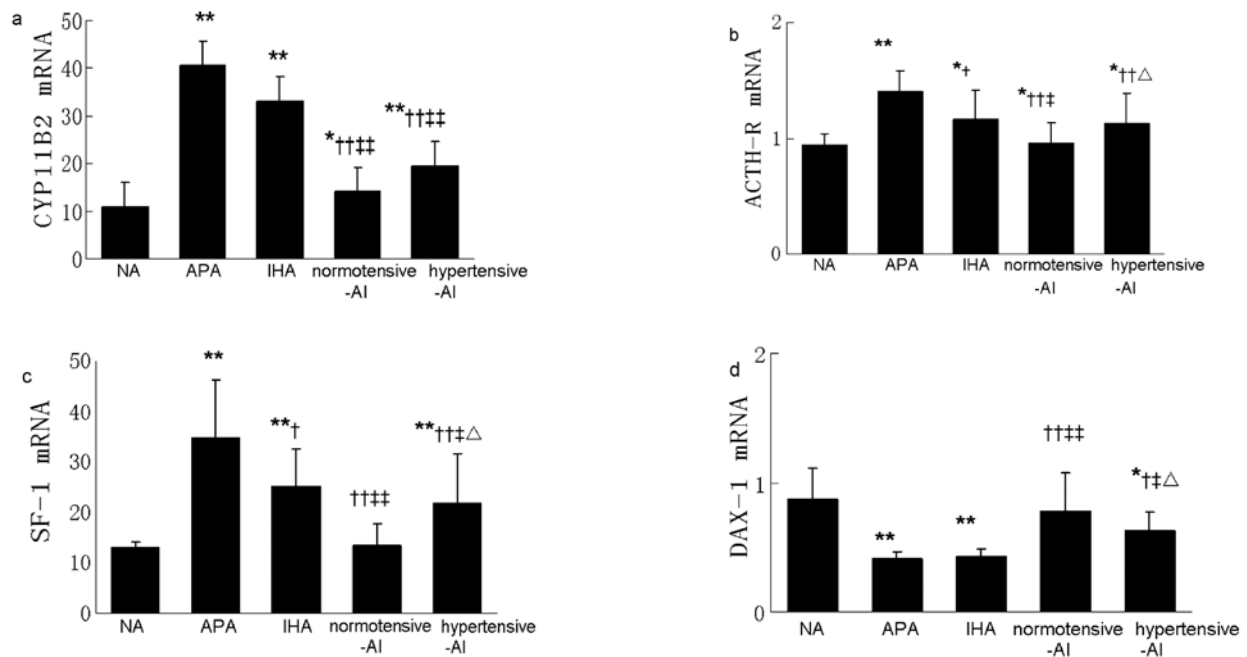 a
CYP11B2 mRNA
50
40
30
20
10
0
**
**
*††‡‡
**††‡‡
NA APA IHA normotensive hypertensive
-AI -AI
b
ACTH-R mRNA
2
1
0
**
*†
*††‡
*††△
NA APA IHA normotensive hypertensive
-AI -AI
c
SF-1 mRNA
50
40
30
20
10
0
**
**†
††‡‡
**††‡△
NA APA IHA normotensive hypertensive
-AI -AI
d
DAX-1 mRNA
2
1
0
**
**
††‡‡
*†‡△
NA APA IHA normotensive hypertensive
-AI -AI